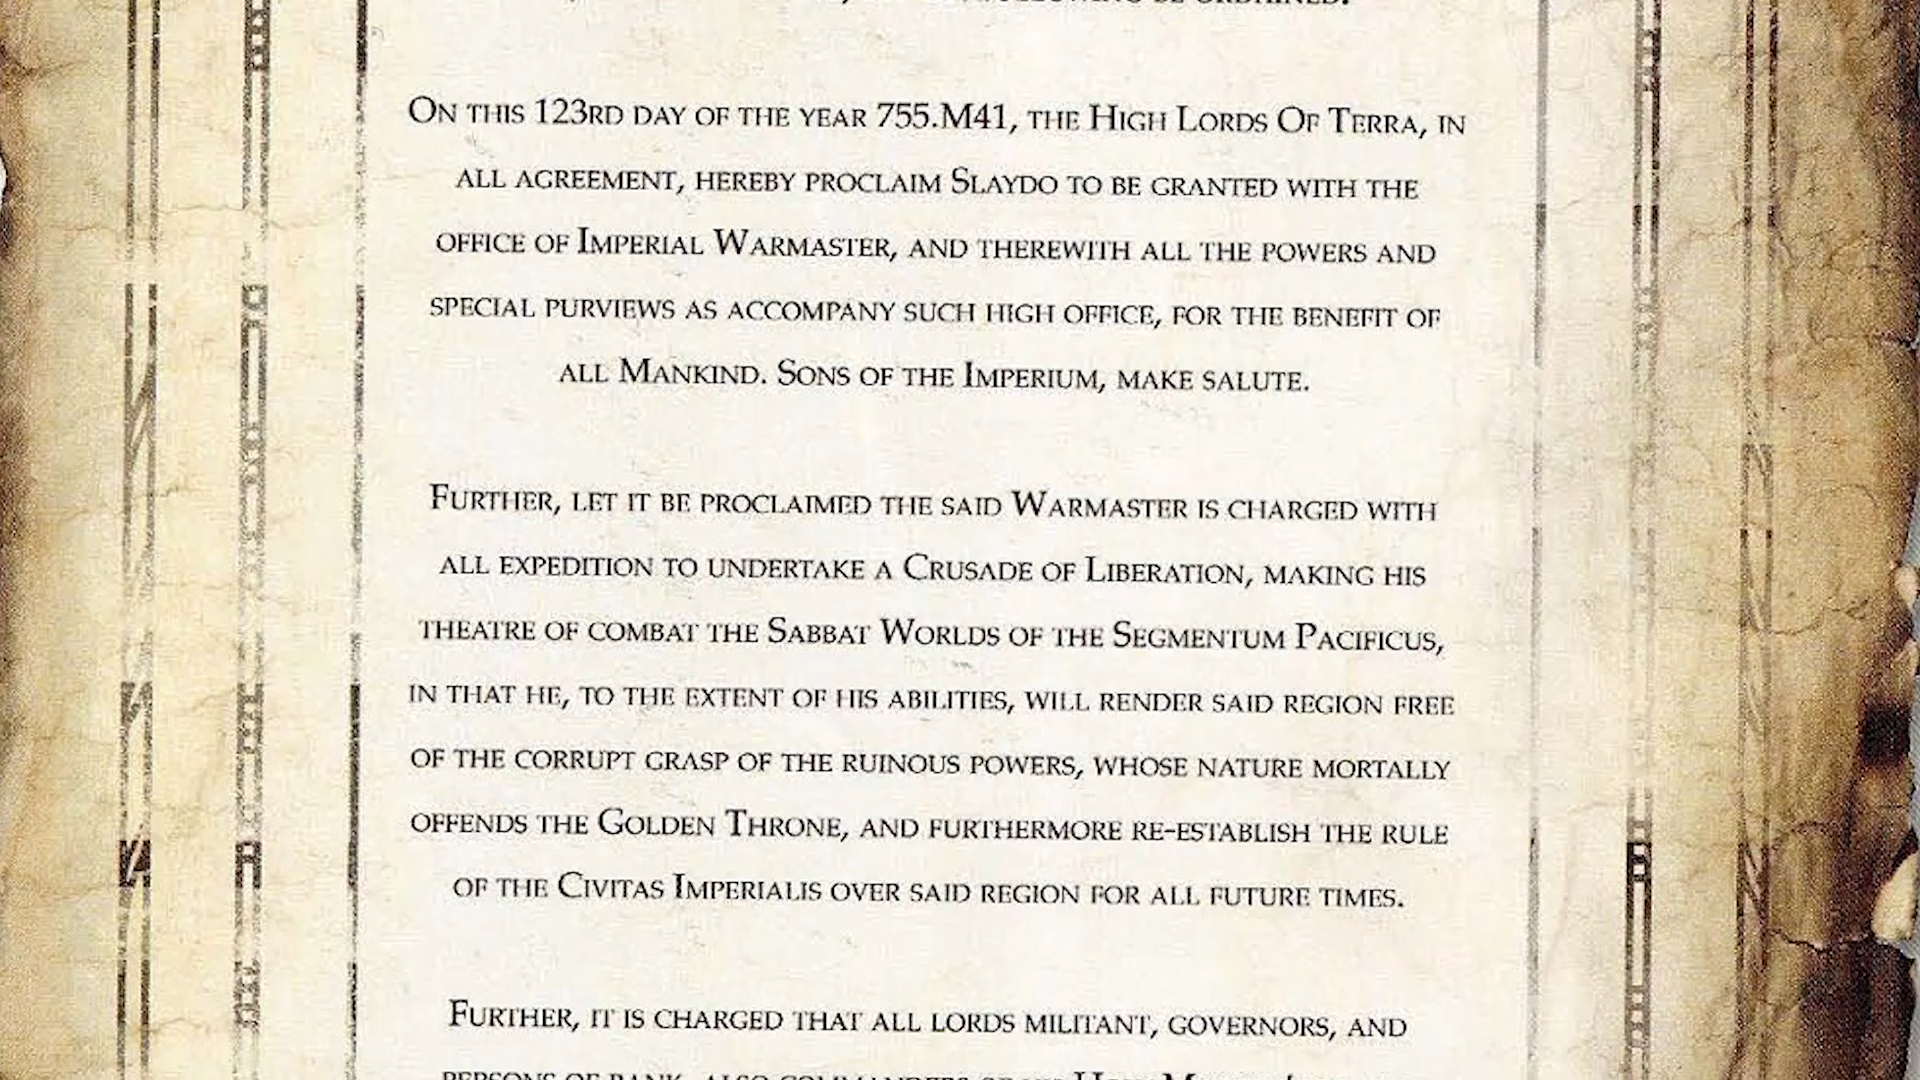 BE ORDAINED.
ON THIS 123RD DAY OF THE YEAR 755.M41, THE HIGH LORDS OF TERRA, IN
ALL AGREEMENT, HEREBY PROCLAIM SLAYDO TO BE GRANTED WITH THE
OFFICE OF IMPERIAL WARMASTER, AND THEREWITH ALL THE POWERS AND
SPECIAL PURVIEWS AS ACCOMPANY SUCH HIGH OFFICE, FOR THE BENEFIT OF
ALL MANKIND. SONS OF THE IMPERIUM, MAKE SALUTE.
FURTHER, LET IT BE PROCLAIMED THE SAID WARMASTER IS CHARGED WITH
ALL EXPEDITION TO UNDERTAKE A CRUSADE OF LIBERATION, MAKING HIS
THEATRE OF COMBAT THE SABBAT WORLDS OF THE SEGMENTUM PACIFICUS,
IN THAT HE, TO THE EXTENT OF HIS ABILITIES, WILL RENDER SAID REGION FREE
OF THE CORRUPT GRASP OF THE RUINOUS POWERS, WHOSE NATURE MORTALLY
OFFENDS THE GOLDEN THRONE, AND FURTHERMORE RE-ESTABLISH THE RULE
OF THE CIVITAS IMPERIALIS OVER SAID REGION FOR ALL FUTURE TIMES.
FURTHER, IT IS CHARGED THAT ALL LORDS MILITANT, GOVERNORS, AND
PERSONS OF RANK, ALSO COMMANDERS